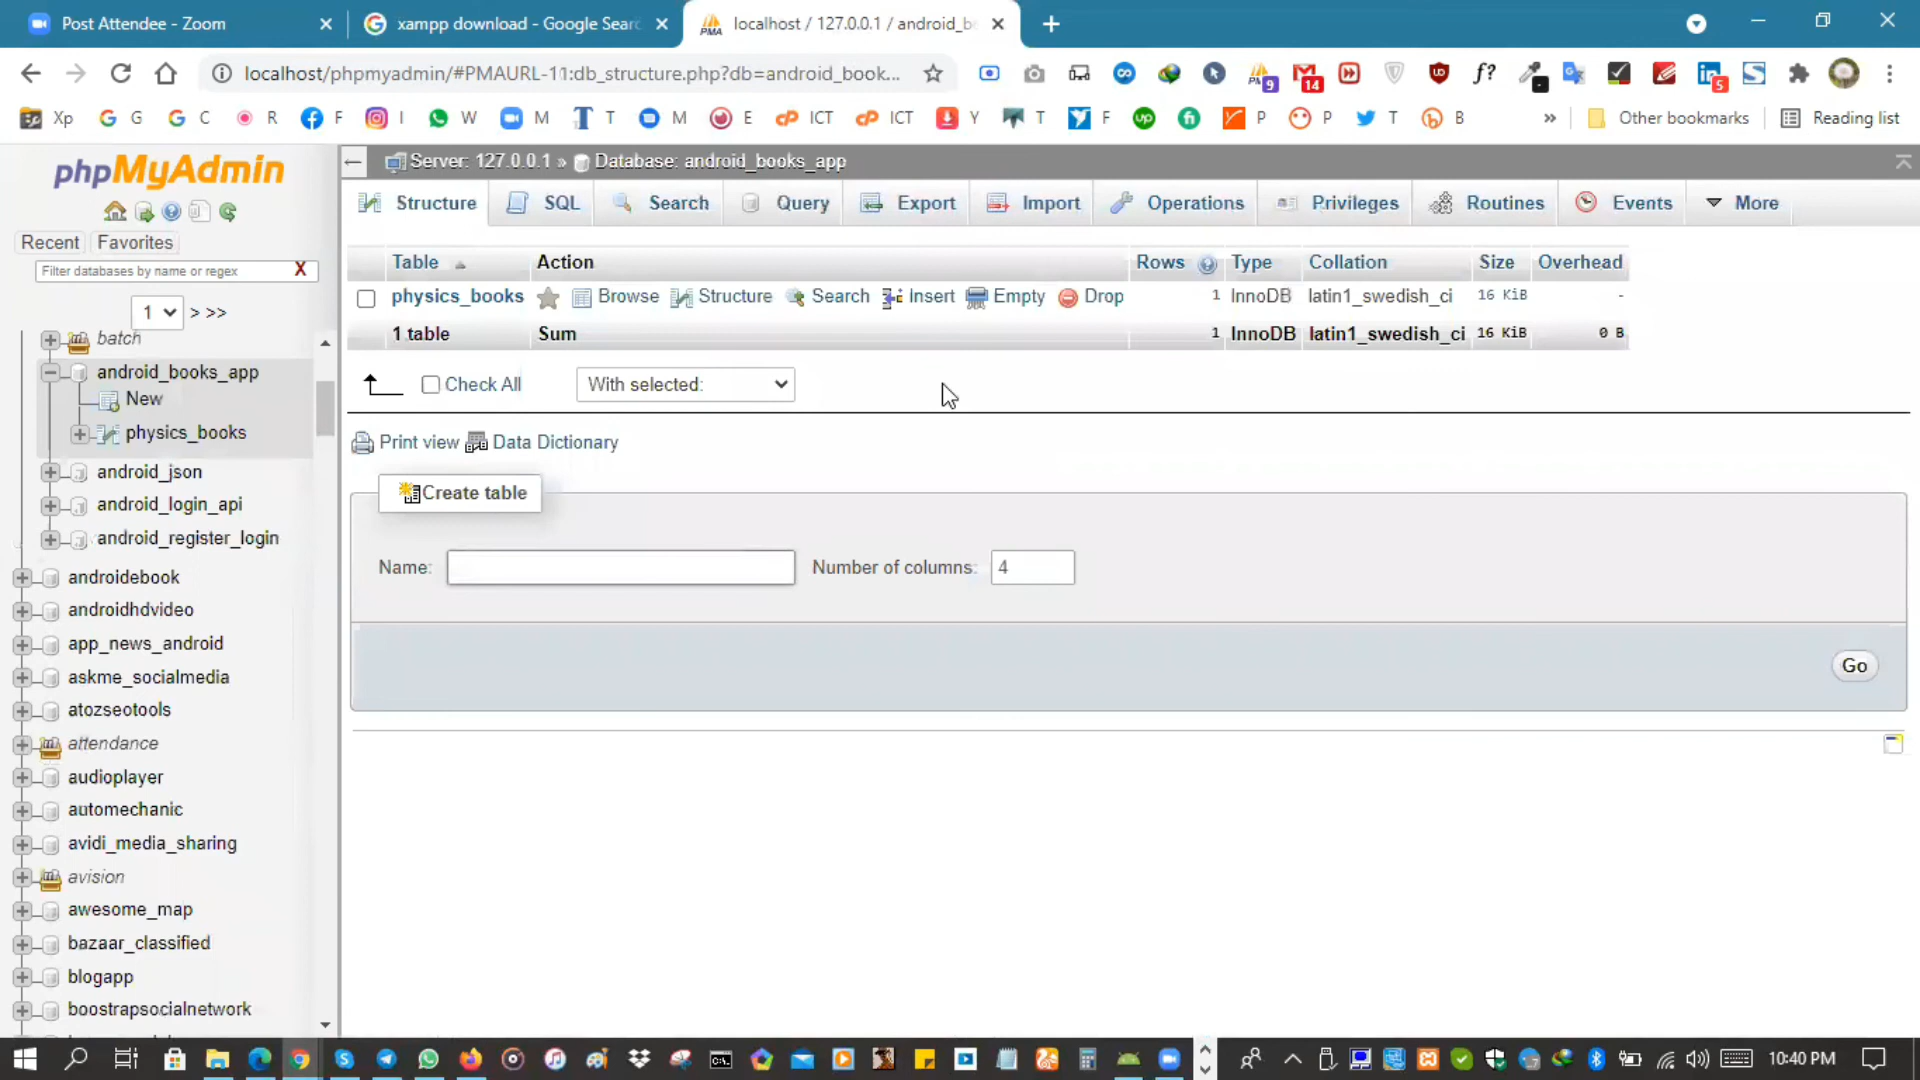 Post Attendee - Zoom
xampp download - Google Sear
PMA localhost / 127.0.0.1 / android_b
localhost/phpmyadmin/#PMAURL-11:db_structure.php?db=android_book...
9 14 f? 5
Xp G C R F I W M T M E ICT ICT Y T F P P T B » Other bookmarks Reading list
phpMyAdmin
Server: 127.0.0.1 » Database: android_books_app
Structure SQL Search Query Export Import Operations Privileges Routines Events More
Recent Favorites
Filter databases by name or regex X
1 > >>
batch
android_books_app
New
physics_books
android_json
android_login_api
android_register_login
androidebook
androidhdvideo
app_news_android
askme_socialmedia
atozseotools
attendance
audioplayer
automechanic
avidi_media_sharing
avision
awesome_map
bazaar_classified
blogapp
boostrapsocialnetwork
Table Action Rows Type Collation Size Overhead
physics_books Browse Structure Search Insert Empty Drop 1 InnoDB latin1_swedish_ci 16 KiB -
1 table Sum 1 InnoDB latin1_swedish_ci 16 KiB 0 B
Check All With selected:
Print view Data Dictionary
Create table
Name: Number of columns: 4
Go
10:40 PM